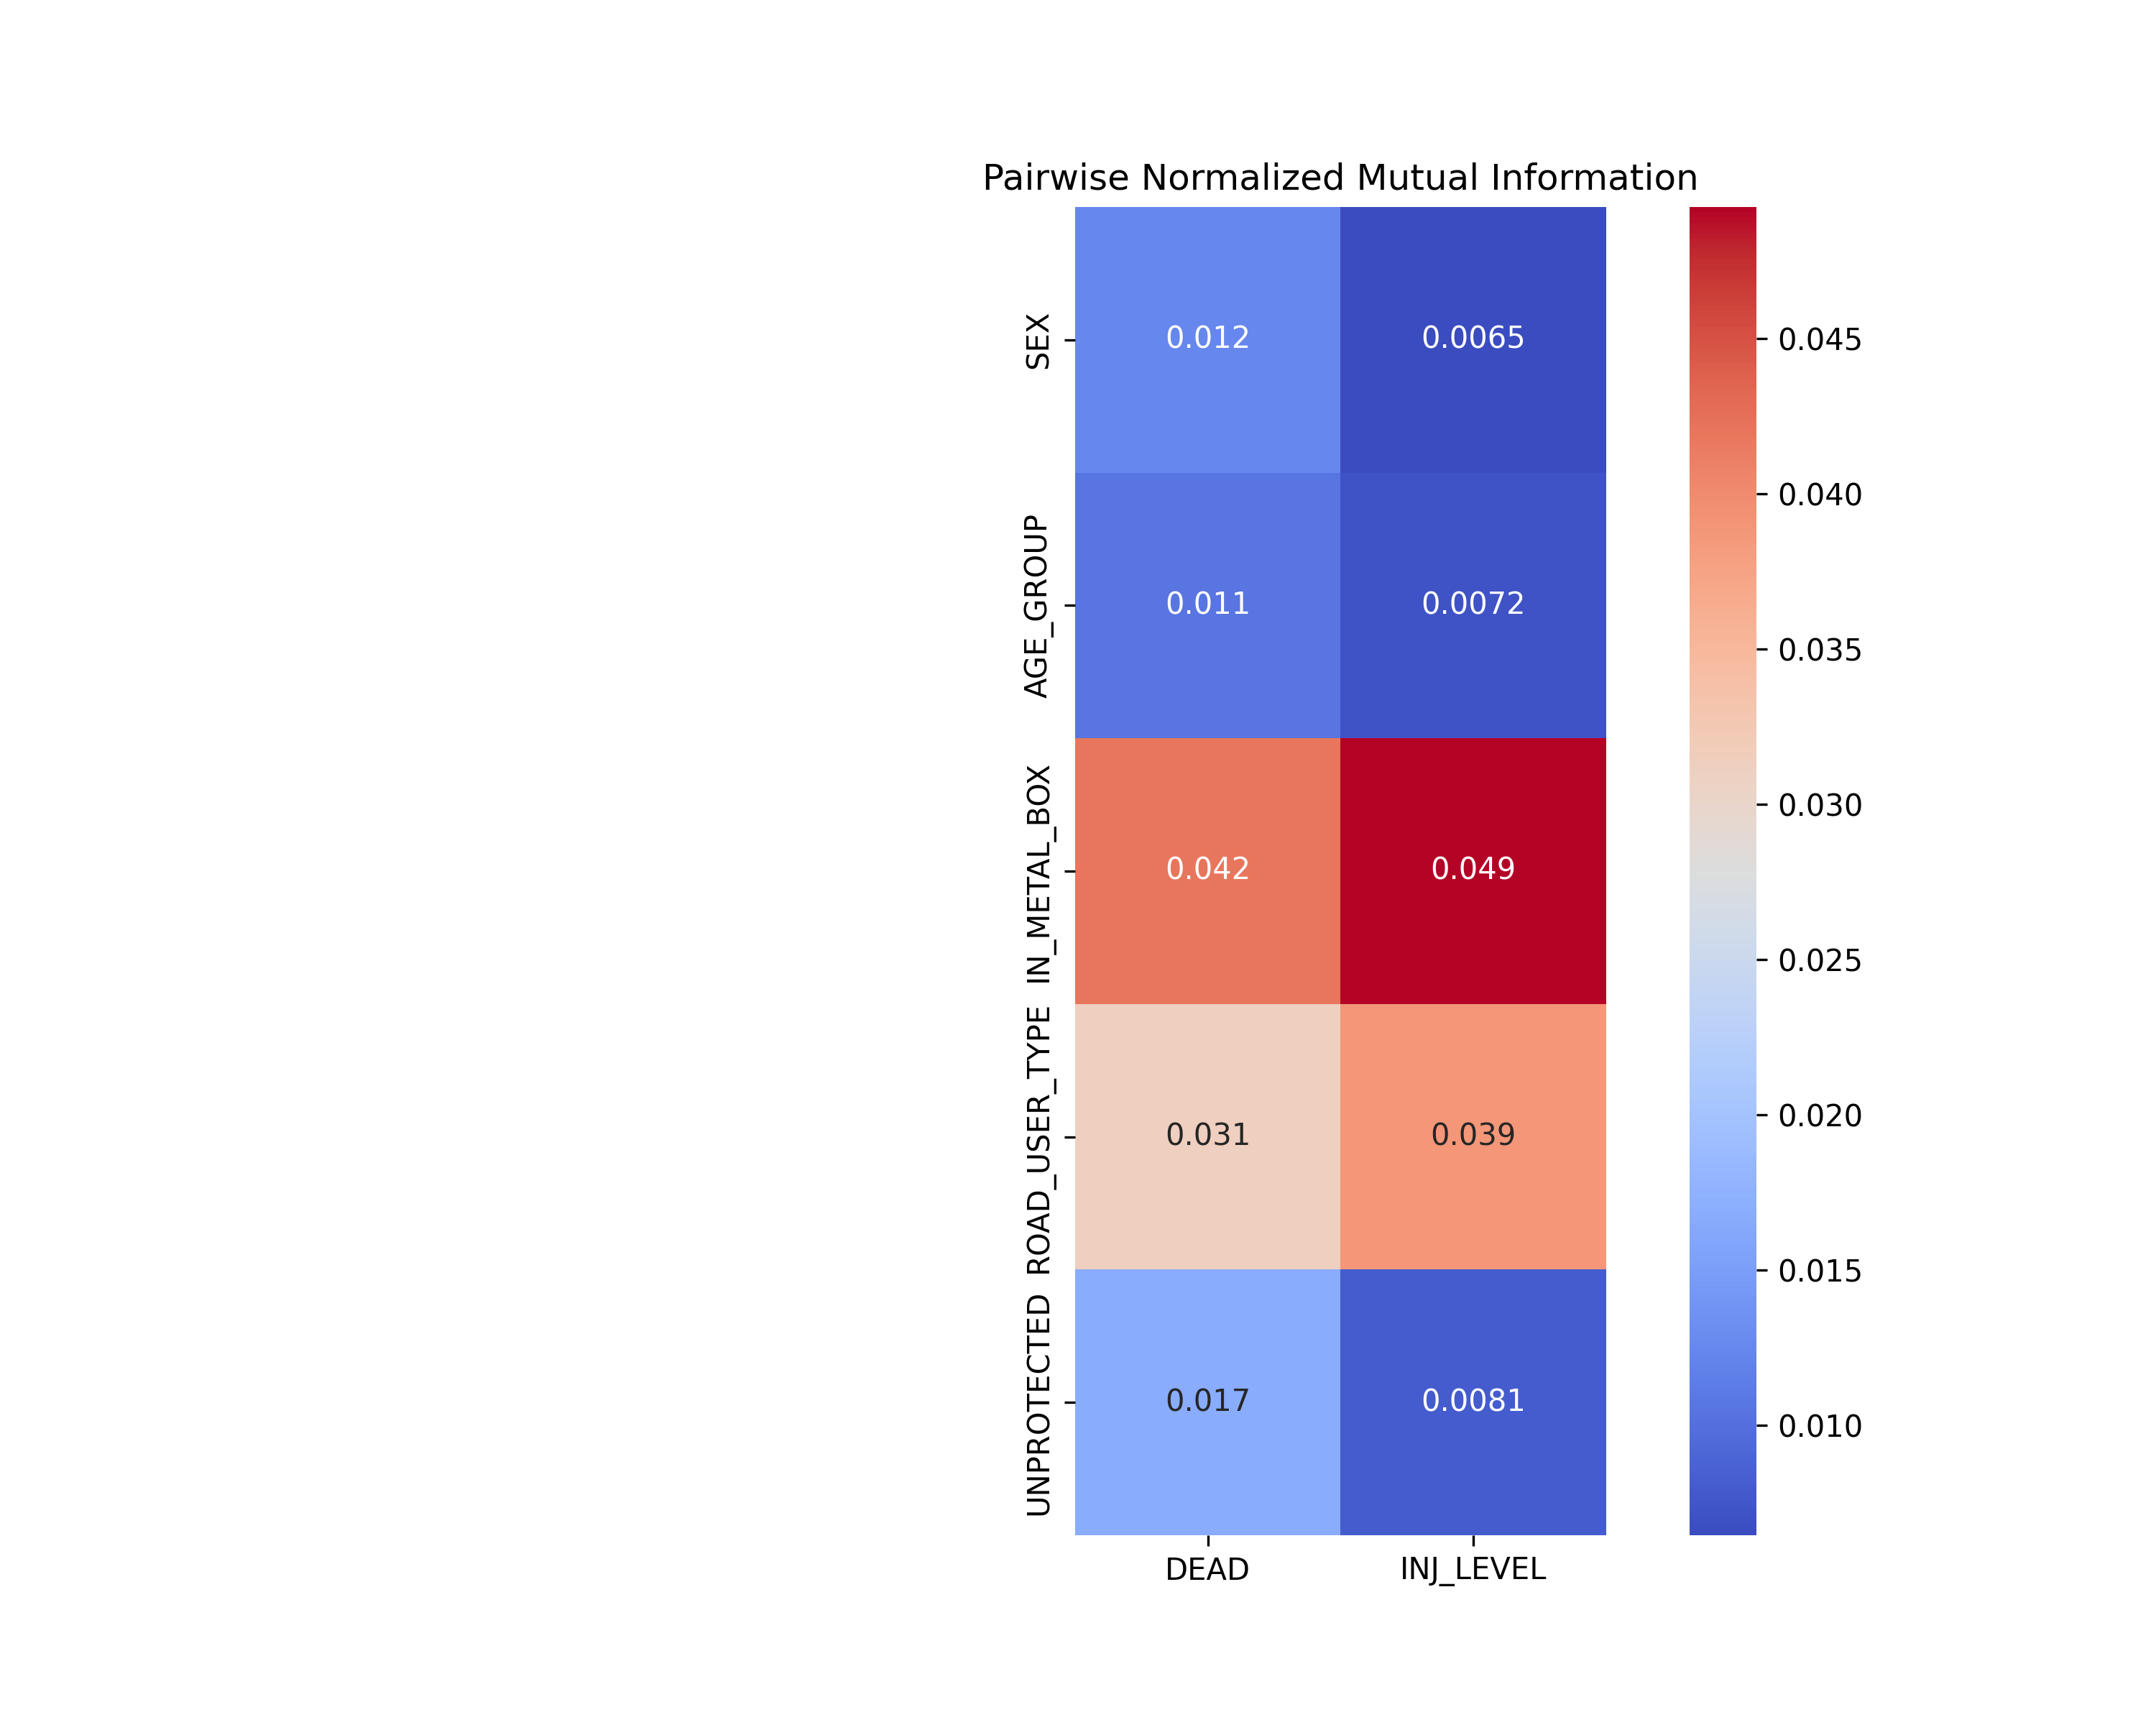 Pairwise Normalized Mutual Information
SEX
0.012
0.0065
AGE_GROUP
0.011
0.0072
IN_METAL_BOX
0.042
0.049
ROAD_USER_TYPE
0.031
0.039
UNPROTECTED
0.017
0.0081
DEAD
INJ_LEVEL
0.045
0.040
0.035
0.030
0.025
0.020
0.015
0.010